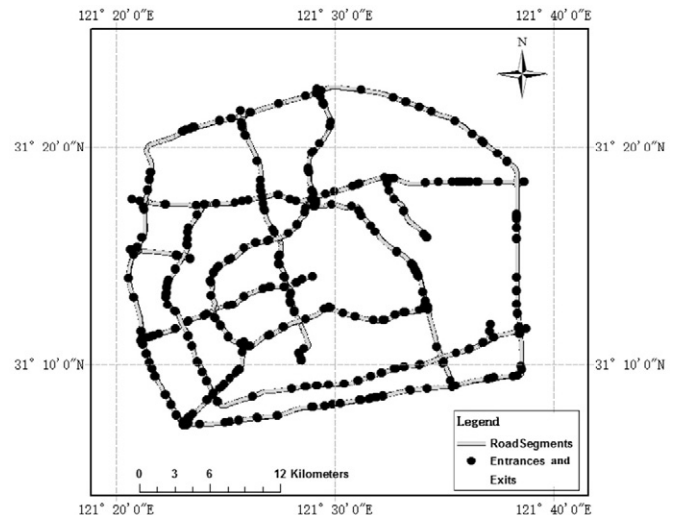 121° 20′ 0″E 121° 30′ 0″E 121° 40′ 0″E
N
31° 20′ 0″N 31° 20′ 0″N
31° 10′ 0″N 31° 10′ 0″N
Legend
Road Segments
Entrances and
Exits
0 3 6 12 Kilometers
121° 20′ 0″E 121° 30′ 0″E 121° 40′ 0″E